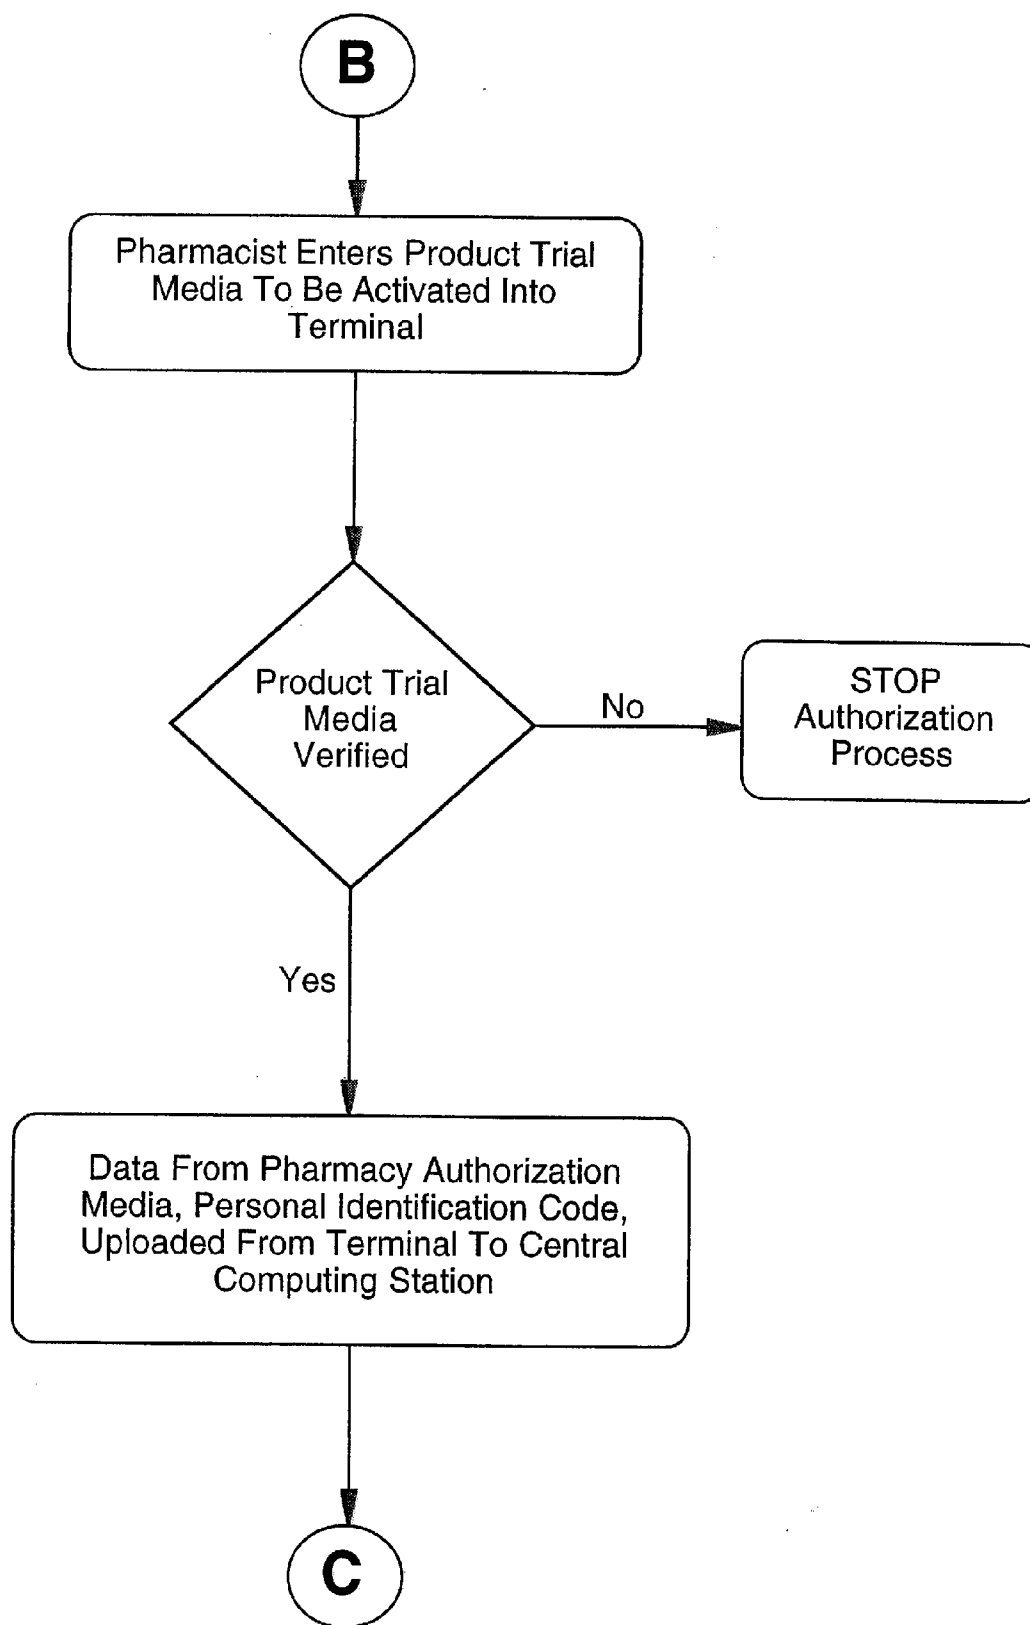 B
Pharmacist Enters Product Trial
Media To Be Activated Into
Terminal
Product Trial
Media
Verified
No
STOP
Authorization
Process
Yes
Data From Pharmacy Authorization
Media, Personal Identification Code,
Uploaded From Terminal To Central
Computing Station
C